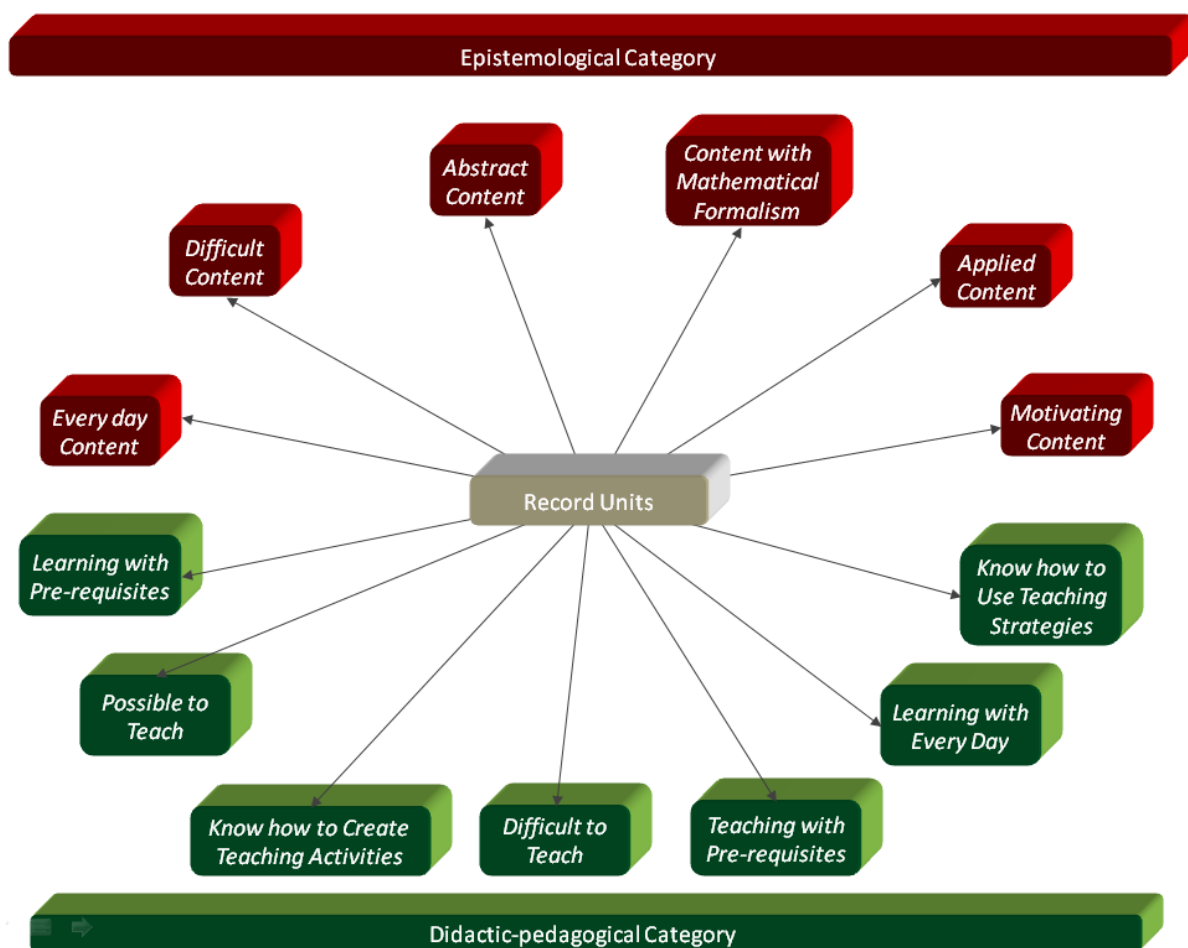 Epistemological Category
Abstract
Content
Content with
Mathematical
Formalism
Difficult
Content
Applied
Content
Every day
Content
Motivating
Content
Record Units
Learning with
Pre-requisites
Know how to
Use Teaching
Strategies
Possible to
Teach
Learning with
Every Day
Know how to Create
Teaching Activities
Difficult to
Teach
Teaching with
Pre-requisites
Didactic-pedagogical Category